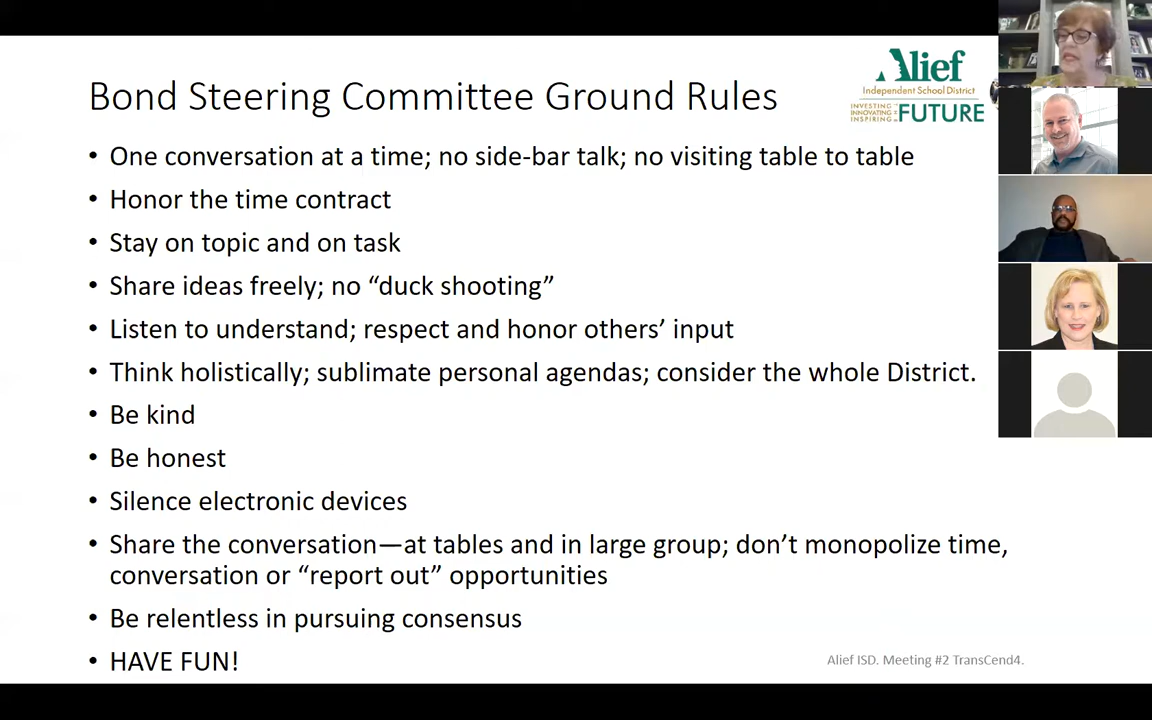 Bond Steering Committee Ground Rules
Alief
Independent School District
INVESTING
INNOVATING
INSPIRING
FUTURE
• One conversation at a time; no side-bar talk; no visiting table to table
• Honor the time contract
• Stay on topic and on task
• Share ideas freely; no “duck shooting”
• Listen to understand; respect and honor others’ input
• Think holistically; sublimate personal agendas; consider the whole District.
• Be kind
• Be honest
• Silence electronic devices
• Share the conversation—at tables and in large group; don’t monopolize time,
conversation or “report out” opportunities
• Be relentless in pursuing consensus
• HAVE FUN!
Alief ISD. Meeting #2 TransCend4.